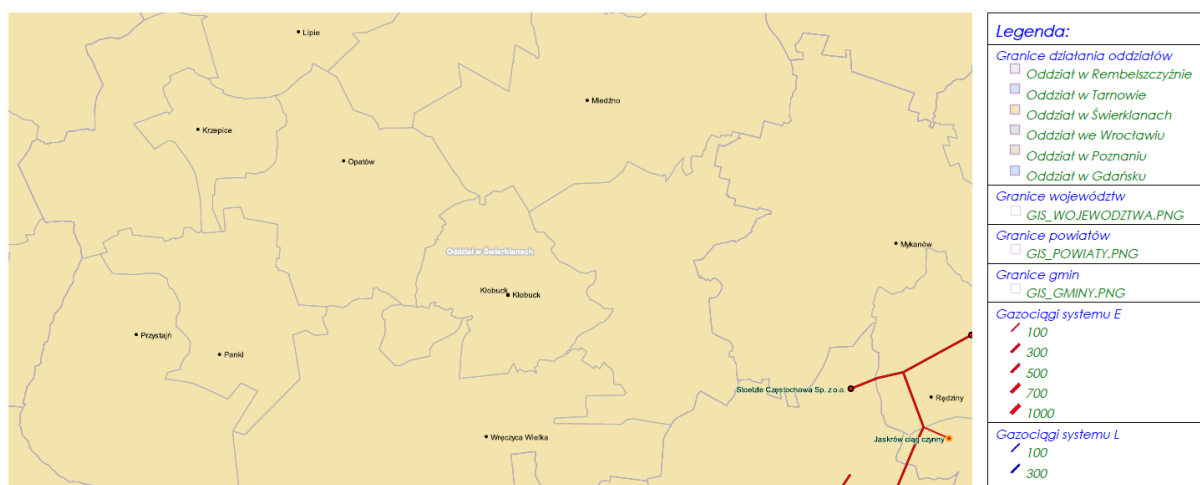 Lipie
Miedźno
Krzepice
Opatów
Mykanów
Oddział w Świerklanach
Kłobuck
Kłobuck
Przystajń
Panki
Stoelzle Częstochowa Sp. z o.o.
Rędziny
Wręczyca Wielka
Jaskrów ciąg czynny
Legenda:
Granice działania oddziałów
Oddział w Rembelszczyźnie
Oddział w Tarnowie
Oddział w Świerklanach
Oddział we Wrocławiu
Oddział w Poznaniu
Oddział w Gdańsku
Granice województw
GIS_WOJEWODZTWA.PNG
Granice powiatów
GIS_POWIATY.PNG
Granice gmin
GIS_GMINY.PNG
Gazociągi systemu E
100
300
500
700
1000
Gazociągi systemu L
100
300